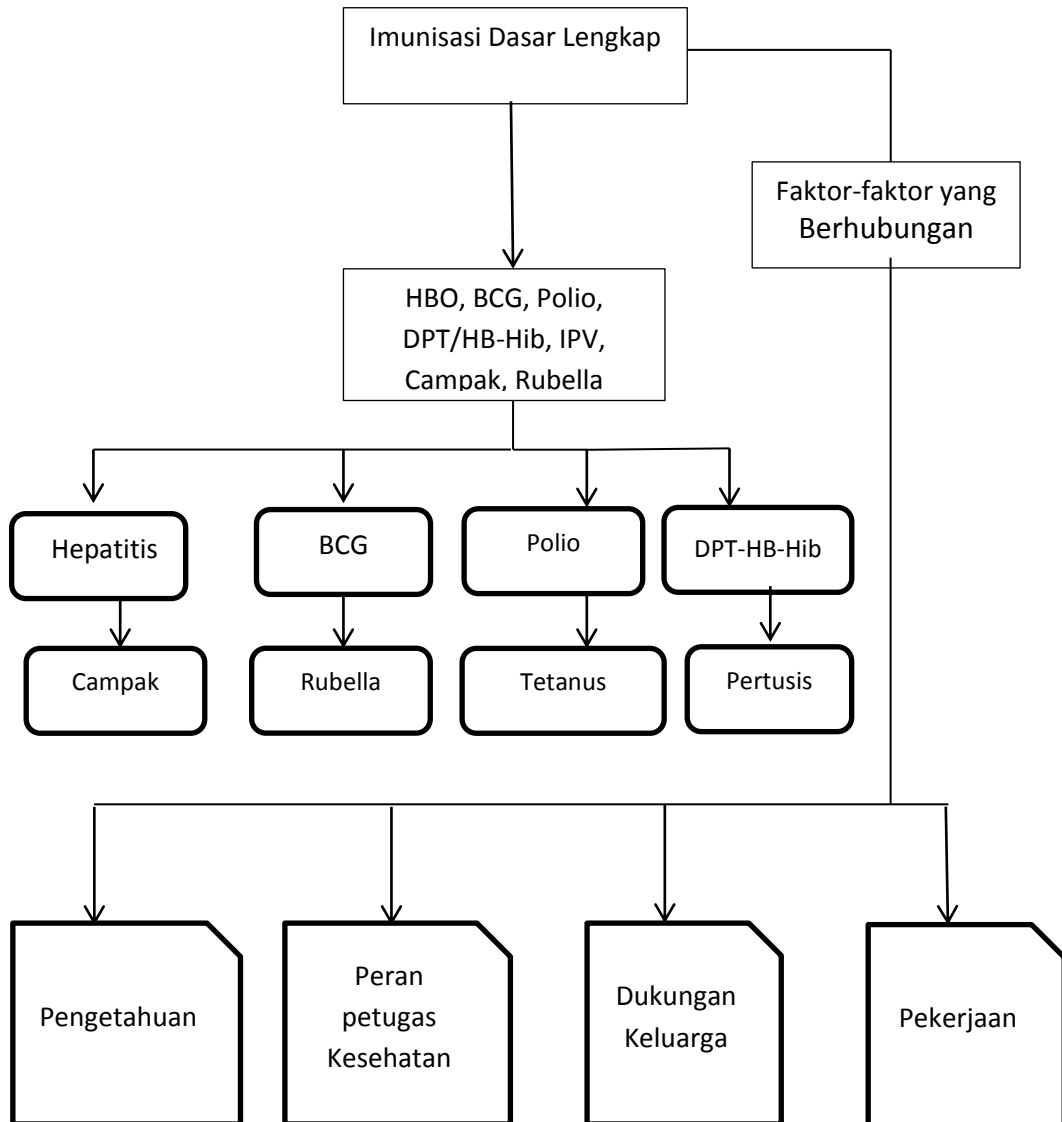 Imunisasi Dasar Lengkap
Faktor-faktor yang
Berhubungan
HBO, BCG, Polio,
DPT/HB-Hib, IPV,
Campak, Rubella
Hepatitis
BCG
Polio
DPT-HB-Hib
Campak
Rubella
Tetanus
Pertusis
Pengetahuan
Peran
petugas
Kesehatan
Dukungan
Keluarga
Pekerjaan